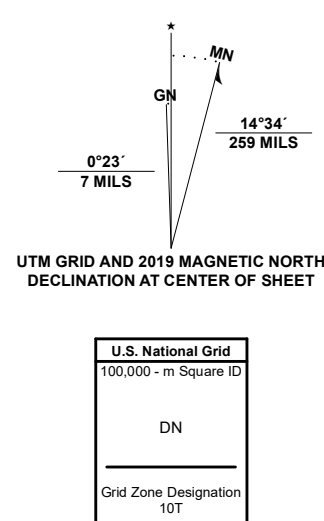 MN
GN
14°34´
259 MILS
0°23´
7 MILS
UTM GRID AND 2019 MAGNETIC NORTH
DECLINATION AT CENTER OF SHEET
U.S. National Grid
100,000 - m Square ID
DN
Grid Zone Designation
10T